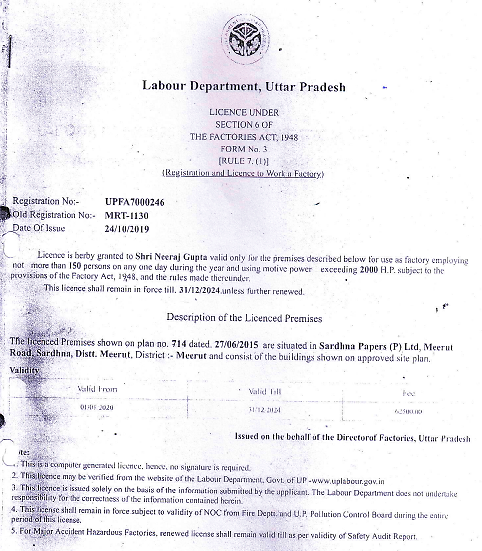 Labour Department, Uttar Pradesh
LICENCE UNDER
SECTION 6 OF
THE FACTORIES ACT, 1948
FORM No. 3
[RULE 7. (1)]
(Registration and Licence to Work a Factory)
Registration No:- UPFA7000246
Old Registration No:- MRT-1130
Date Of Issue 24/10/2019
Licence is herby granted to Shri Neeraj Gupta valid only for the premises described below for use as factory employing
not more than 150 persons on any one day during the year and using motive power exceeding 2000 H.P. subject to the
provisions of the Factory Act, 1948, and the rules made thereunder.
This licence shall remain in force till. 31/12/2024.unless further renewed.
Description of the Licenced Premises
The licenced Premises shown on plan no. 714 dated. 27/06/2015 are situated in Sardhna Papers (P) Ltd, Meerut
Road, Sardhna, Distt. Meerut, District :- Meerut and consist of the buildings shown on approved site plan.
Validity
Valid From Valid Till Fee
2020 31/12/2024 62500.00
Issued on the behalf of the Directorof Factories, Uttar Pradesh
ite:
1. This is a computer generated licence, hence, no signature is required.
2. This licence may be verified from the website of the Labour Department, Govt. of UP -www.uplabour.gov.in
3. This licence is issued solely on the basis of the information submitted by the applicant. The Labour Department does not undertake
responsibility for the correctness of the information contained herein.
4. This licence shall remain in force subject to validity of NOC from Fire Deptt. and U.P. Pollution Control Board during the entire
period of this license.
5. For Major Accident Hazardous Factories, renewed license shall remain valid till as per validity of Safety Audit Report.